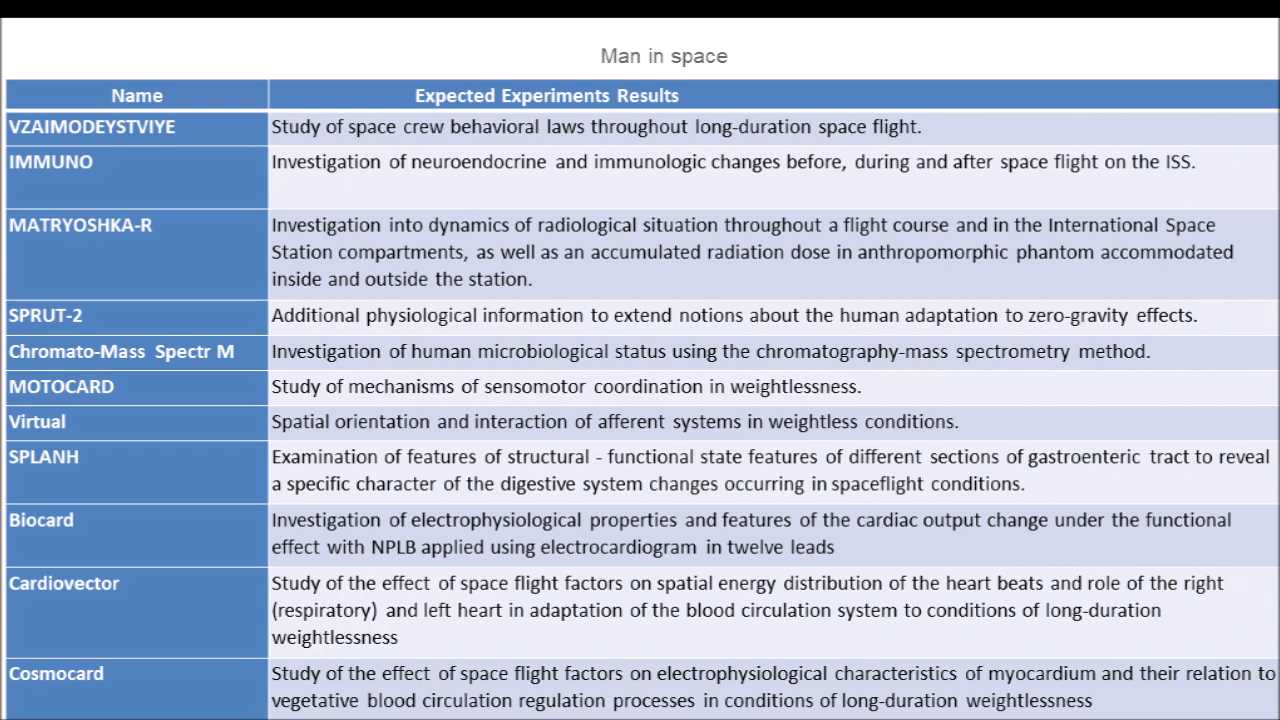 Man in space
Name Expected Experiments Results
VZAIMODEYSTVIYE Study of space crew behavioral laws throughout long-duration space flight.
IMMUNO Investigation of neuroendocrine and immunologic changes before, during and after space flight on the ISS.
MATRYOSHKA-R Investigation into dynamics of radiological situation throughout a flight course and in the International Space
Station compartments, as well as an accumulated radiation dose in anthropomorphic phantom accommodated
inside and outside the station.
SPRUT-2 Additional physiological information to extend notions about the human adaptation to zero-gravity effects.
Chromato-Mass Spectr M Investigation of human microbiological status using the chromatography-mass spectrometry method.
MOTOCARD Study of mechanisms of sensomotor coordination in weightlessness.
Virtual Spatial orientation and interaction of afferent systems in weightless conditions.
SPLANH Examination of features of structural - functional state features of different sections of gastroenteric tract to reveal
a specific character of the digestive system changes occurring in spaceflight conditions.
Biocard Investigation of electrophysiological properties and features of the cardiac output change under the functional
effect with NPLB applied using electrocardiogram in twelve leads
Cardiovector Study of the effect of space flight factors on spatial energy distribution of the heart beats and role of the right
(respiratory) and left heart in adaptation of the blood circulation system to conditions of long-duration
weightlessness
Cosmocard Study of the effect of space flight factors on electrophysiological characteristics of myocardium and their relation to
vegetative blood circulation regulation processes in conditions of long-duration weightlessness